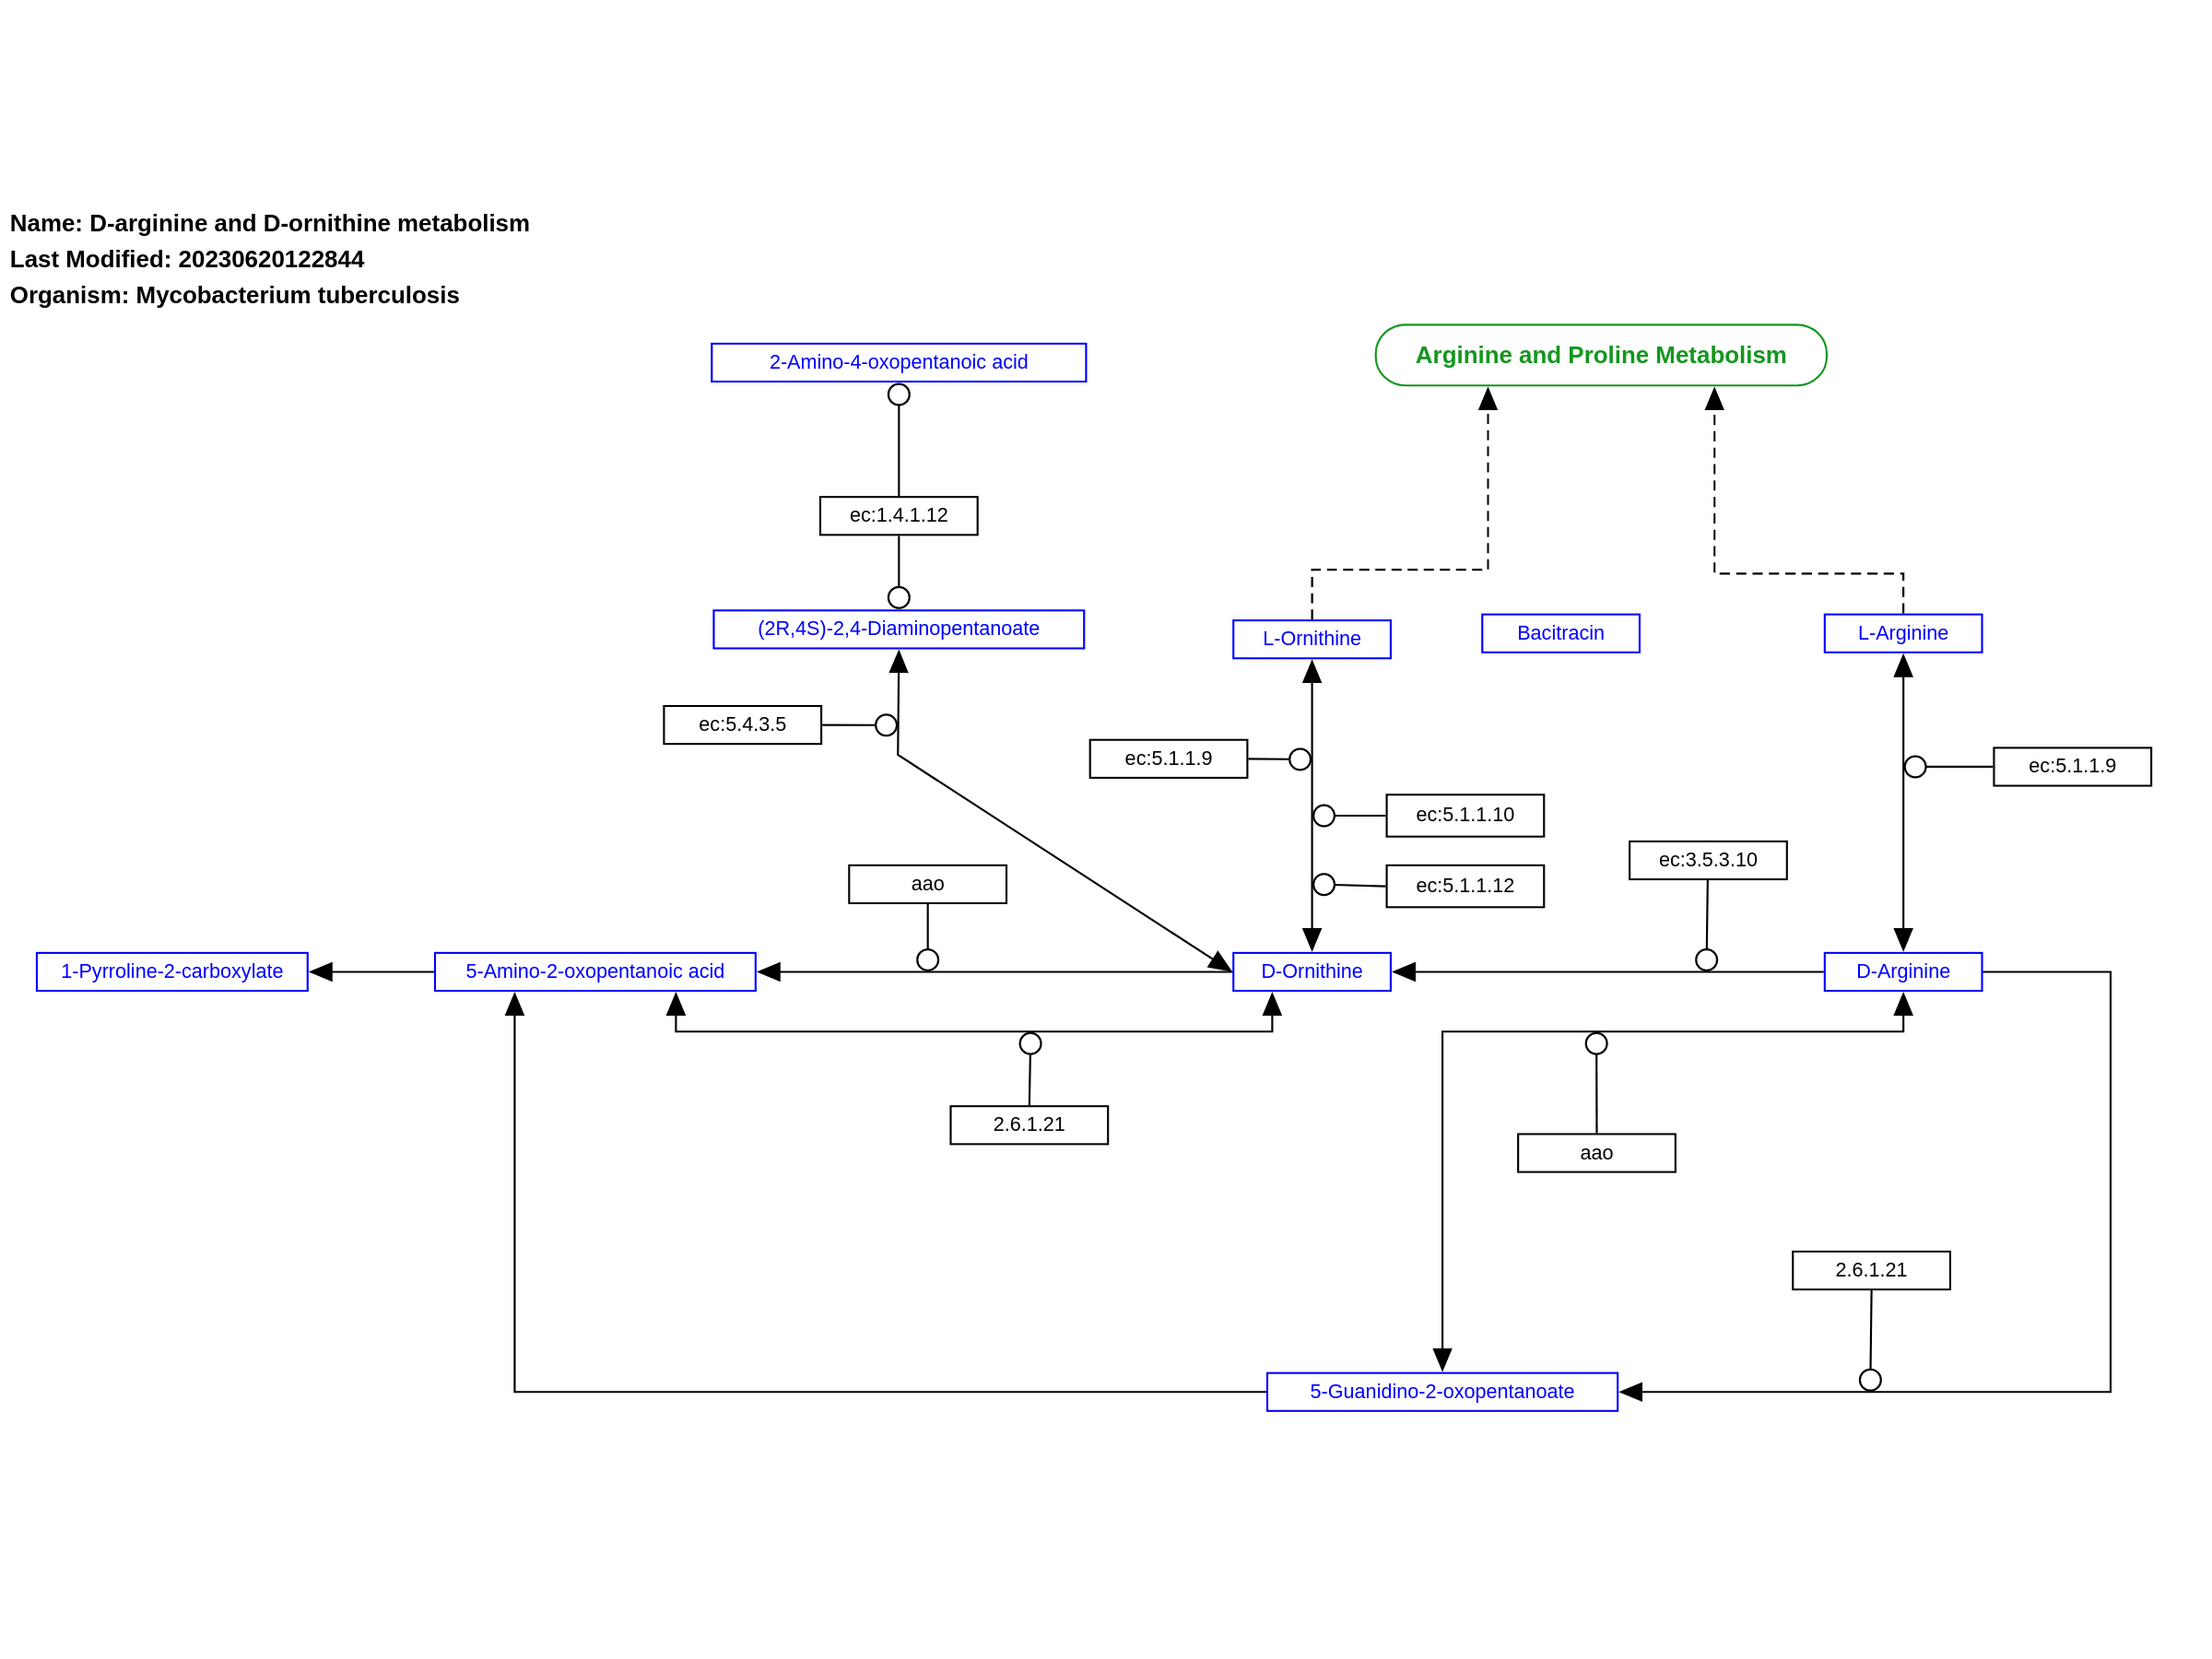 Name: D-arginine and D-ornithine metabolism
Last Modified: 20230620122844
Organism: Mycobacterium tuberculosis
Arginine and Proline Metabolism
2-Amino-4-oxopentanoic acid
ec:1.4.1.12
(2R,4S)-2,4-Diaminopentanoate
L-Ornithine
Bacitracin
L-Arginine
ec:5.4.3.5
ec:5.1.1.9
ec:5.1.1.9
ec:5.1.1.10
ec:3.5.3.10
aao
ec:5.1.1.12
1-Pyrroline-2-carboxylate
5-Amino-2-oxopentanoic acid
D-Ornithine
D-Arginine
2.6.1.21
aao
2.6.1.21
5-Guanidino-2-oxopentanoate